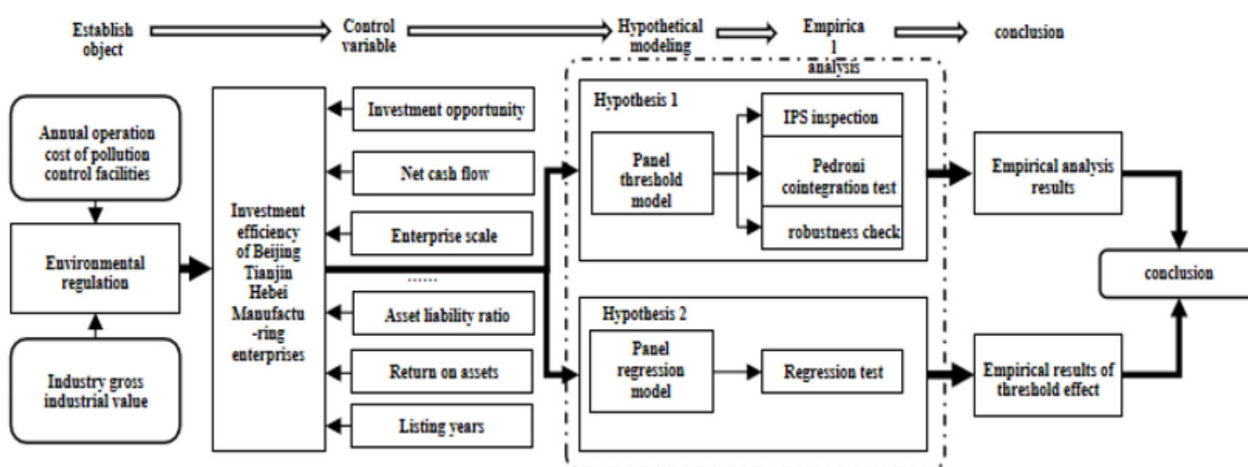 Establish
object
Control
variable
Hypothetical
modeling
Empirica
l
analysis
conclusion
Annual operation
cost of pollution
control facilities
Environmental
regulation
Industry gross
industrial value
Investment
efficiency
of Beijing
Tianjin
Hebei
Manufactu
-ring
enterprises
Investment opportunity
Net cash flow
Enterprise scale
......
Asset liability ratio
Return on assets
Listing years
Hypothesis 1
Panel
threshold
model
IPS inspection
Pedroni
cointegration test
robustness check
Hypothesis 2
Panel
regression
model
Regression test
Empirical analysis
results
Empirical results of
threshold effect
conclusion